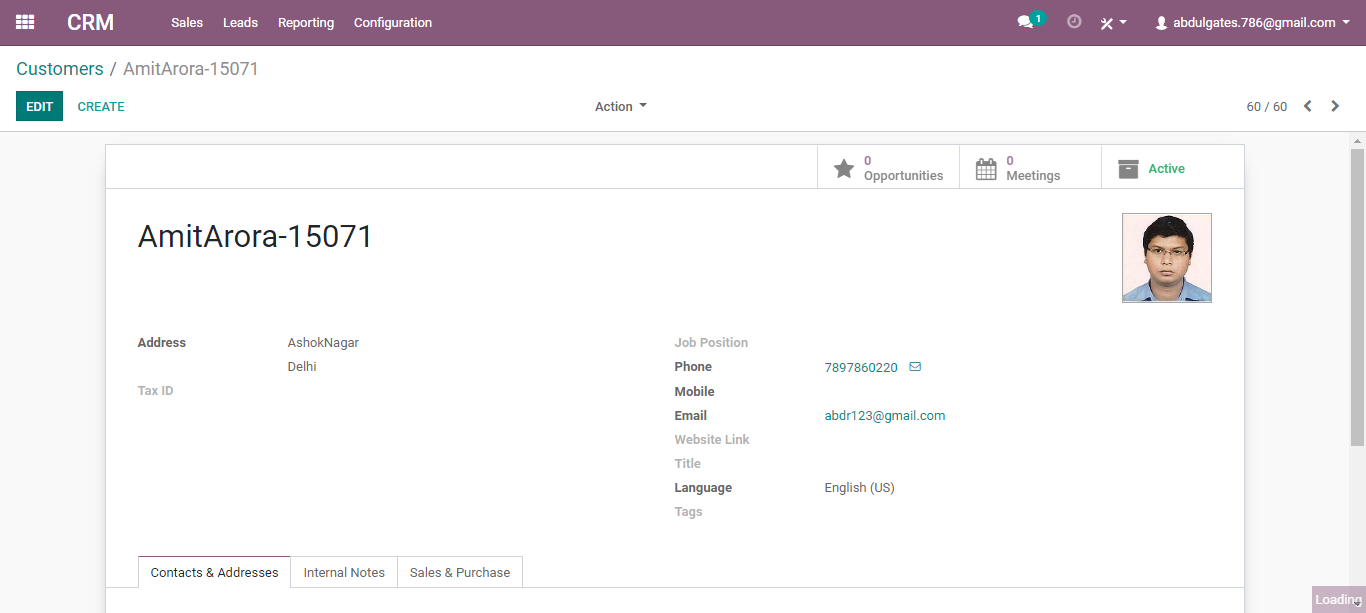 CRM Sales Leads Reporting Configuration 1 abdulgates.786@gmail.com
Customers / AmitArora-15071
EDIT CREATE Action 60 / 60
0 Opportunities 0 Meetings Active
AmitArora-15071
Address AshokNagar
Delhi
Tax ID
Job Position
Phone 7897860220
Mobile
Email abdr123@gmail.com
Website Link
Title
Language English (US)
Tags
Contacts & Addresses Internal Notes Sales & Purchase
Loading